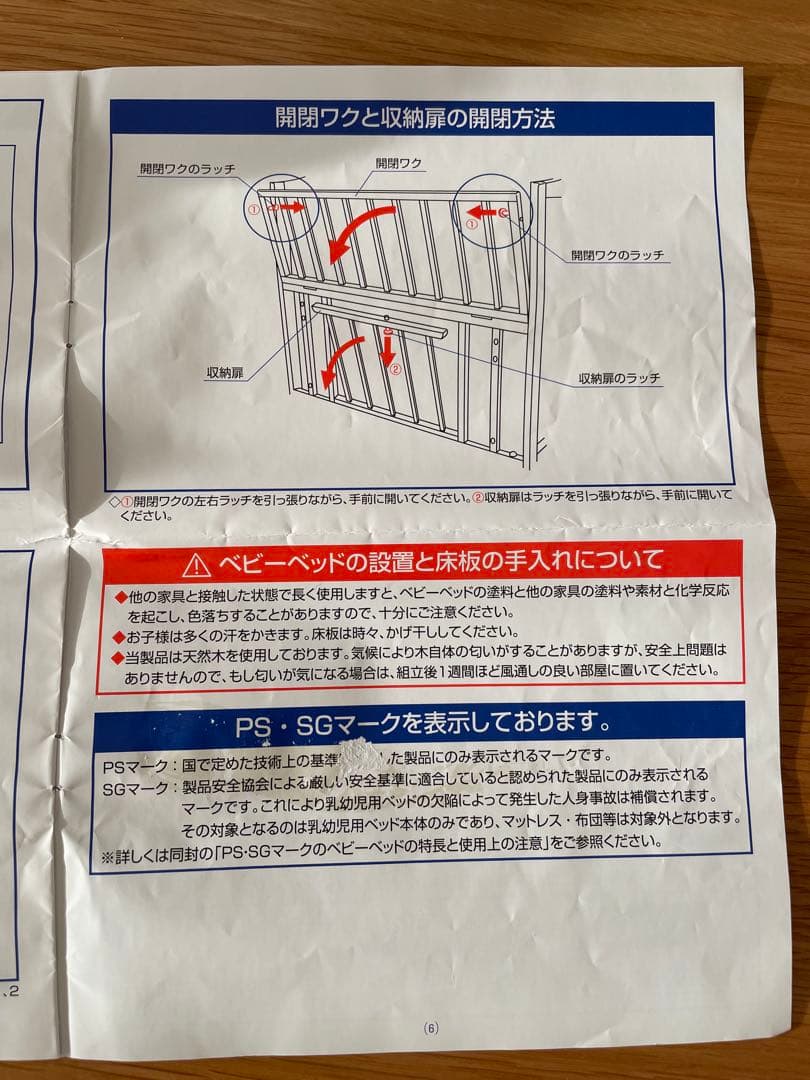 開閉ワクと収納扉の開閉方法
開閉ワクのラッチ
開閉ワク
①
①
開閉ワクのラッチ
収納扉
②
収納扉のラッチ
◇①開閉ワクの左右ラッチを引っ張りながら、手前に開いてください。②収納扉はラッチを引っ張りながら、手前に開いて
ください。
ベビーベッドの設置と床板の手入れについて
◆他の家具と接触した状態で長く使用しますと、ベビーベッドの塗料と他の家具の塗料や素材と化学反応
を起こし、色落ちすることがありますので、十分にご注意ください。
◆お子様は多くの汗をかきます。床板は時々、かげ干ししてください。
◆当製品は天然木を使用しております。気候により木自体の匂いがすることがありますが、安全上問題は
ありませんので、もし匂いが気になる場合は、組立後1週間ほど風通しの良い部屋に置いてください。
PS・SGマークを表示しております。
PSマーク：国で定めた技術上の基準 した製品にのみ表示されるマークです。
SGマーク：製品安全協会による厳しい安全基準に適合していると認められた製品にのみ表示される
マークです。これにより乳幼児用ベッドの欠陥によって発生した人身事故は補償されます。
その対象となるのは乳幼児用ベッド本体のみであり、マットレス・布団等は対象外となります。
※詳しくは同封の「PS・SGマークのベビーベッドの特長と使用上の注意」をご参照ください。
、2
(6)